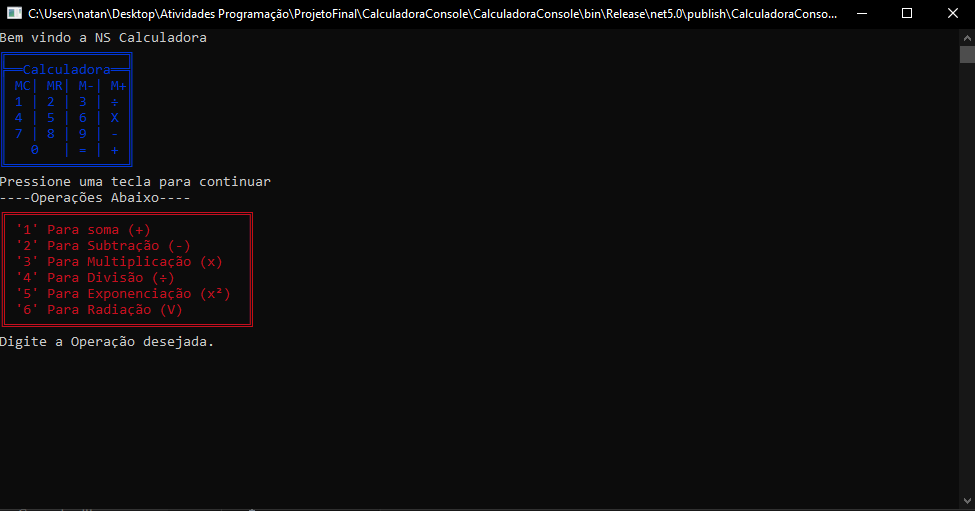 C:\Users\natan\Desktop\Atividades Programação\ProjetoFinal\CalculadoraConsole\CalculadoraConsole\bin\Release\net5.0\publish\CalculadoraConso...
Bem vindo a NS Calculadora
Calculadora
MC| MR| M-| M+
1 | 2 | 3 | ÷
4 | 5 | 6 | X
7 | 8 | 9 | -
0 | = | +
Pressione uma tecla para continuar
----Operações Abaixo----
'1' Para soma (+)
'2' Para Subtração (-)
'3' Para Multiplicação (x)
'4' Para Divisão (÷)
'5' Para Exponenciação (x²)
'6' Para Radiação (V)
Digite a Operação desejada.